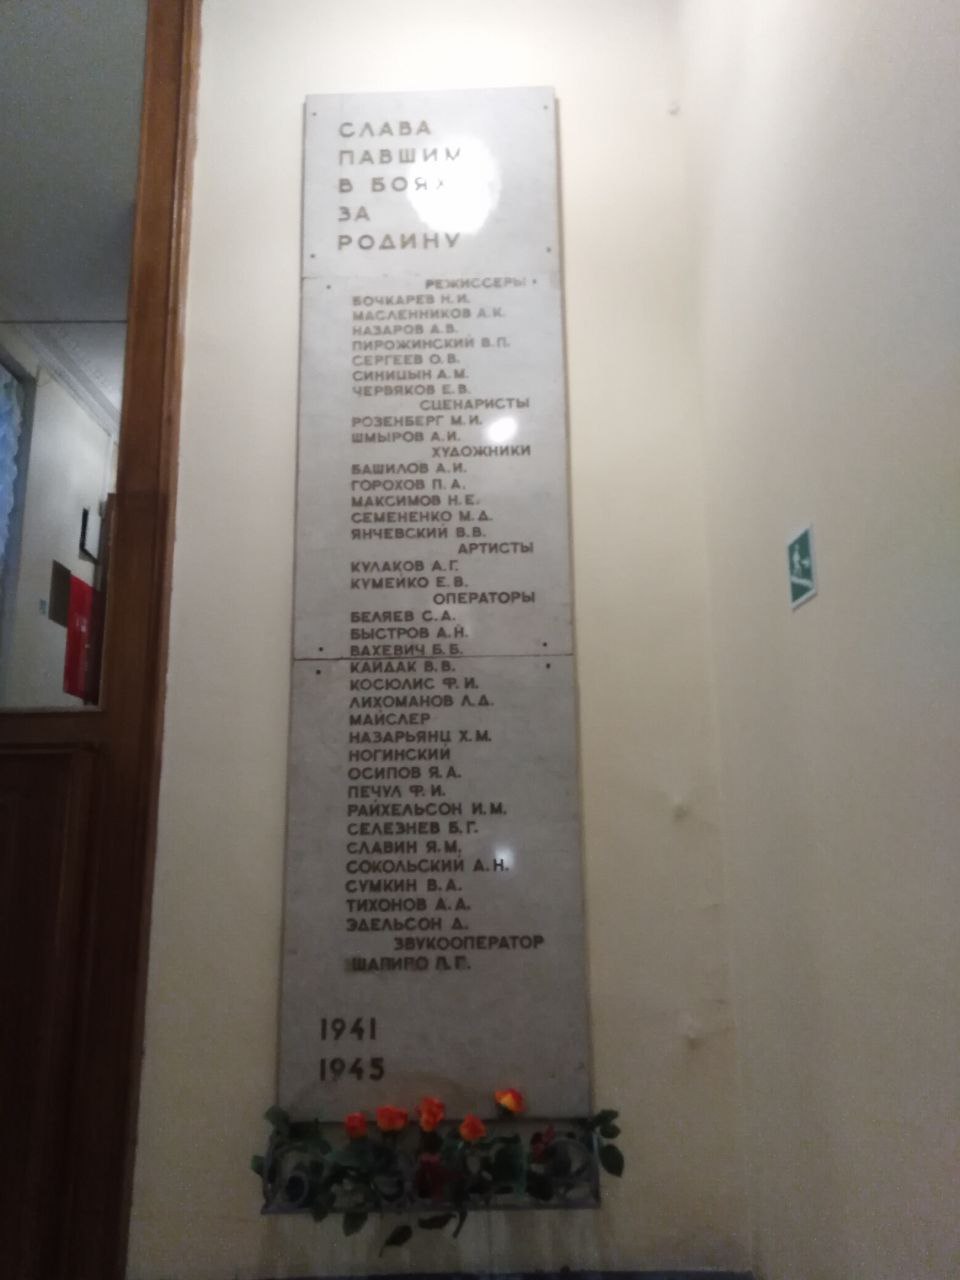 СЛАВА
ПАВШИМ
В БОЯХ
ЗА
РОДИНУ
РЕЖИССЕРЫ
БОЧКАРЕВ Н.И.
МАСЛЕННИКОВ А.К.
НАЗАРОВ А.В.
ПИРОЖИНСКИЙ В.П.
СЕРГЕЕВ О.В.
СИНИЦЫН А.М.
ЧЕРВЯКОВ Е.В.
СЦЕНАРИСТЫ
РОЗЕНБЕРГ М.И.
ШМЫРОВ А.И.
ХУДОЖНИКИ
БАШИЛОВ А.И.
ГОРОХОВ П.А.
МАКСИМОВ Н.Е.
СЕМЕНЕНКО М.Д.
ЯНЧЕВСКИЙ В.В.
АРТИСТЫ
КУЛАКОВ А.Г.
КУМЕЙКО Е.В.
ОПЕРАТОРЫ
БЕЛЯЕВ С.А.
БЫСТРОВ А.Н.
ВАХЕВИЧ Б.Б.
КАЙДАК В.В.
КОСЮЛИС Ф.И.
ЛИХОМАНОВ Л.Д.
МАЙСЛЕР
НАЗАРЬЯНЦ Х.М.
НОГИНСКИЙ
ОСИПОВ Я.А.
ПЕЧУЛ Ф.И.
РАЙХЕЛЬСОН И.М.
СЕЛЕЗНЕВ Б.Г.
СЛАВИН Я.М.
СОКОЛЬСКИЙ А.Н.
СУМКИН В.А.
ТИХОНОВ А.А.
ЭДЕЛЬСОН Д.
ЗВУКООПЕРАТОР
ШАПИРО
1941
1945